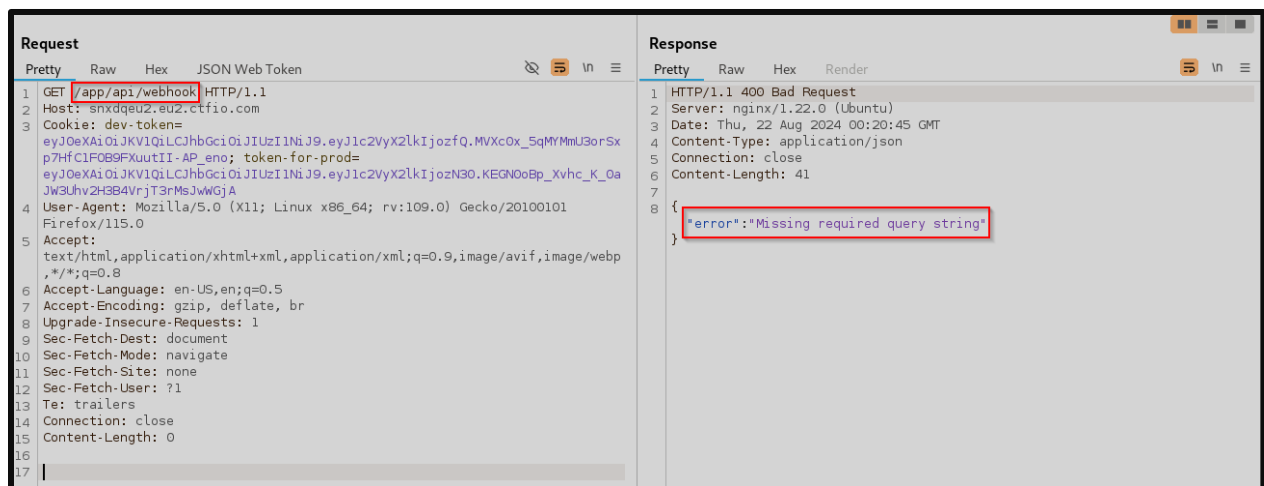 Request
Pretty Raw Hex JSON Web Token \n
1 GET /app/api/webhook HTTP/1.1
2 Host: snxdqeu2.eu2.ctfio.com
3 Cookie: dev-token=
eyJ0eXAiOiJKV1QiLCJhbGciOiJIUzI1NiJ9.eyJ1c2VyX2lkIjozfQ.MVXcOx_5qMYMmU3orSx
p7HfC1FOB9FXuutII-AP_eno; token-for-prod=
eyJ0eXAiOiJKV1QiLCJhbGciOiJIUzI1NiJ9.eyJ1c2VyX2lkIjozN30.KEGNOoBp_Xvhc_K_0a
JW3Uhv2H3B4VrjT3rMsJwWGjA
4 User-Agent: Mozilla/5.0 (X11; Linux x86_64; rv:109.0) Gecko/20100101
Firefox/115.0
5 Accept:
text/html,application/xhtml+xml,application/xml;q=0.9,image/avif,image/webp
,*/*;q=0.8
6 Accept-Language: en-US,en;q=0.5
7 Accept-Encoding: gzip, deflate, br
8 Upgrade-Insecure-Requests: 1
9 Sec-Fetch-Dest: document
10 Sec-Fetch-Mode: navigate
11 Sec-Fetch-Site: none
12 Sec-Fetch-User: ?1
13 Te: trailers
14 Connection: close
15 Content-Length: 0
16
17
Response
Pretty Raw Hex Render \n
1 HTTP/1.1 400 Bad Request
2 Server: nginx/1.22.0 (Ubuntu)
3 Date: Thu, 22 Aug 2024 00:20:45 GMT
4 Content-Type: application/json
5 Connection: close
6 Content-Length: 41
7
8 {
"error":"Missing required query string"
}